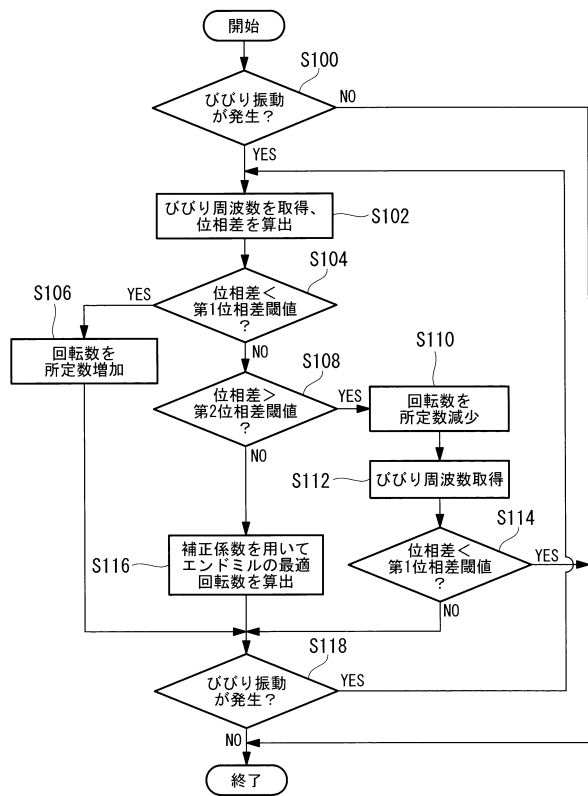 開始
S100
びびり振動
が発生？
NO
YES
びびり周波数を取得、
位相差を算出
S102
S104
位相差＜
第1位相差閾値
？
YES
NO
S106
回転数を
所定数増加
S108
位相差＞
第2位相差閾値
？
YES
NO
S110
回転数を
所定数減少
S112
びびり周波数取得
S114
位相差＜
第1位相差閾値
？
YES
NO
S116
補正係数を用いて
エンドミルの最適
回転数を算出
S118
びびり振動
が発生？
YES
NO
終了